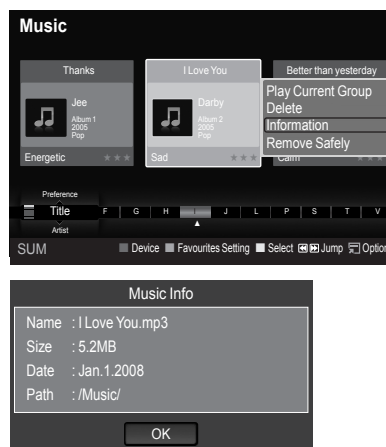 Music
Thanks
I Love You
Better than yesterday
Jee
Album 1
2005
Pop
Darby
Album 2
2005
Pop
Play Current Group
Delete
Information
Remove Safely
Energetic
Sad
Calm
Preference
Title
F G H I J L P S T V
Artist
SUM
Device
Favourites Setting
Select
Jump
Option
Music Info
Name : I Love You.mp3
Size : 5.2MB
Date : Jan.1.2008
Path : /Music/
OK